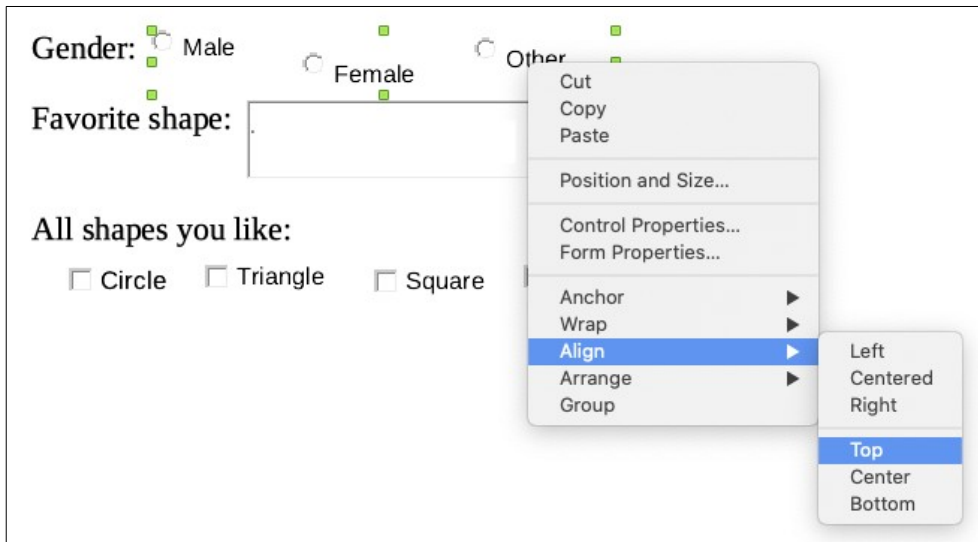 Gender: Male
Female
Other
Favorite shape:
All shapes you like:
Circle
Triangle
Square
Cut
Copy
Paste
Position and Size...
Control Properties...
Form Properties...
Anchor
Wrap
Align
Arrange
Group
Left
Centered
Right
Top
Center
Bottom